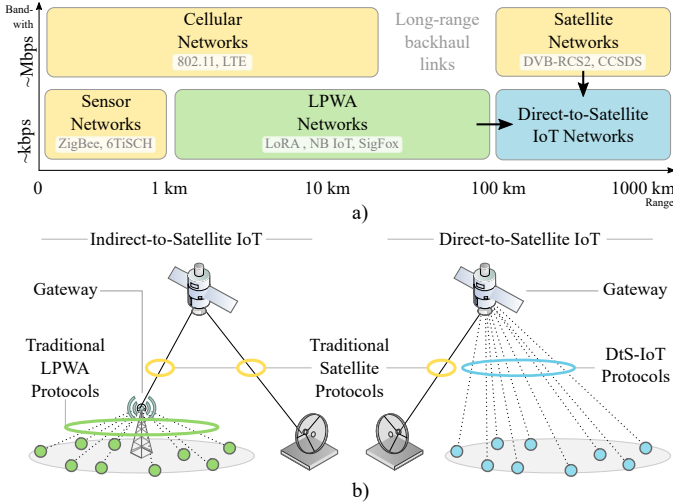 Band-
with
~Mbps
~kbps
Cellular
Networks
802.11, LTE
Long-range
backhaul
links
Satellite
Networks
DVB-RCS2, CCSDS
Sensor
Networks
ZigBee, 6TiSCH
LPWA
Networks
LoRA , NB IoT, SigFox
Direct-to-Satellite
IoT Networks
0
1 km
10 km
100 km
1000 km
Range
a)
Indirect-to-Satellite IoT
Direct-to-Satellite IoT
Gateway
Gateway
Traditional
LPWA
Protocols
Traditional
Satellite
Protocols
DtS-IoT
Protocols
b)